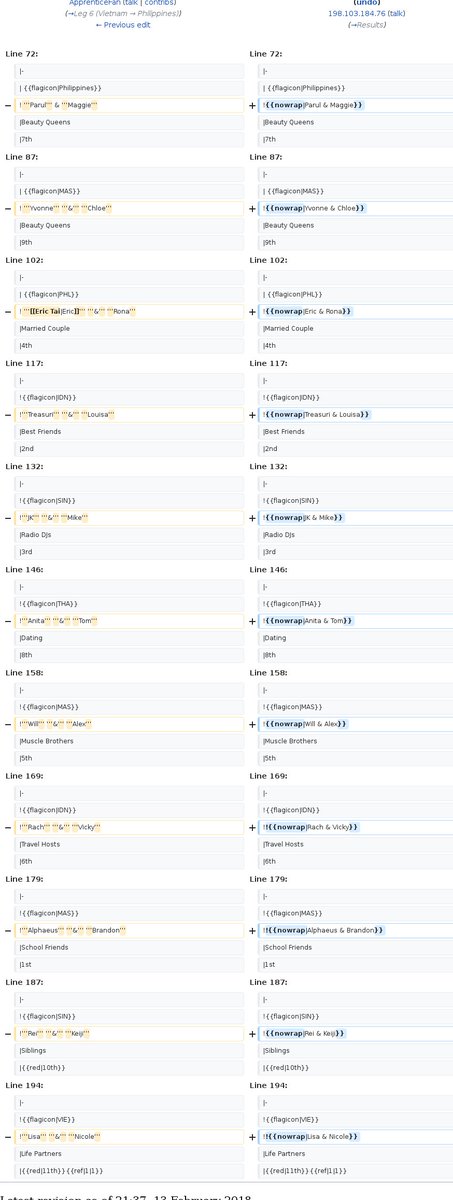 ApprenticeFan (talk | contribs)
(→Leg 6 (Vietnam → Philippines))
← Previous edit
(undo)
198.103.184.76 (talk)
(→Results)
Line 72: Line 72:
|- |-
| {{flagicon|Philippines}} | {{flagicon|Philippines}}
− ! '''Parul''' & '''Maggie''' + !{{nowrap|Parul & Maggie}}
|Beauty Queens |Beauty Queens
|7th |7th
Line 87: Line 87:
|- |-
| {{flagicon|MAS}} | {{flagicon|MAS}}
− ! '''Yvonne''' '''&''' '''Chloe''' + !{{nowrap|Yvonne & Chloe}}
|Beauty Queens |Beauty Queens
|9th |9th
Line 102: Line 102:
|- |-
| {{flagicon|PHL}} | {{flagicon|PHL}}
− ! '''[[Eric Tai|Eric]]''' '''&''' '''Rona''' + !{{nowrap|Eric & Rona}}
|Married Couple |Married Couple
|4th |4th
Line 117: Line 117:
|- |-
!{{flagicon|IDN}} !{{flagicon|IDN}}
− !'''Treasuri''' '''&''' '''Louisa''' + !{{nowrap|Treasuri & Louisa}}
|Best Friends |Best Friends
|2nd |2nd
Line 132: Line 132:
|- |-
!{{flagicon|SIN}} !{{flagicon|SIN}}
− !'''JK''' '''&''' '''Mike''' + !{{nowrap|JK & Mike}}
|Radio DJs |Radio DJs
|3rd |3rd
Line 146: Line 146:
|- |-
!{{flagicon|THA}} !{{flagicon|THA}}
− !'''Anita''' '''&''' '''Tom''' + !{{nowrap|Anita & Tom}}
|Dating |Dating
|8th |8th
Line 158: Line 158:
|- |-
!{{flagicon|MAS}} !{{flagicon|MAS}}
− !'''Will''' '''&''' '''Alex''' + !{{nowrap|Will & Alex}}
|Muscle Brothers |Muscle Brothers
|5th |5th
Line 169: Line 169:
|- |-
!{{flagicon|IDN}} !{{flagicon|IDN}}
− !'''Rach''' '''&''' '''Vicky''' + !!{{nowrap|Rach & Vicky}}
|Travel Hosts |Travel Hosts
|6th |6th
Line 179: Line 179:
|- |-
!{{flagicon|MAS}} !{{flagicon|MAS}}
− !'''Alphaeus''' '''&''' '''Brandon''' + !!{{nowrap|Alphaeus & Brandon}}
|School Friends |School Friends
|1st |1st
Line 187: Line 187:
|- |-
!{{flagicon|SIN}} !{{flagicon|SIN}}
− !'''Rei''' '''&''' '''Keiji''' + !{{nowrap|Rei & Keiji}}
|Siblings |Siblings
|{{red|10th}} |{{red|10th}}
Line 194: Line 194:
|- |-
!{{flagicon|VIE}} !{{flagicon|VIE}}
− !'''Lisa''' '''&''' '''Nicole''' + !!{{nowrap|Lisa & Nicole}}
|Life Partners |Life Partners
|{{red|11th}}{{ref|1|1}} |{{red|11th}}{{ref|1|1}}
Latest revision as of 21:37, 13 February 2018